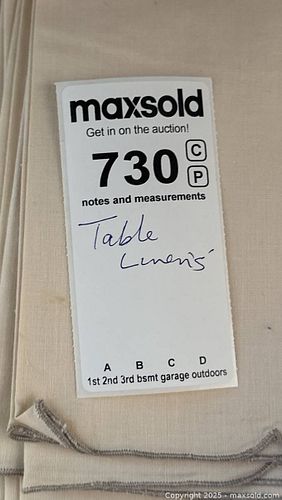 maxsold
Get in on the auction!
730 C
P
notes and measurements
Table
Linen's
A B C D
1st 2nd 3rd bsmt garage outdoors
Copyright © 2025 - maxsold.com